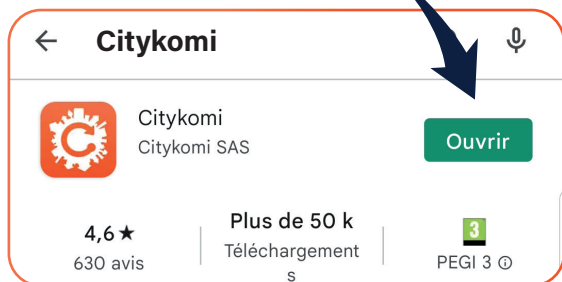 Citykomi
Citykomi
Citykomi SAS
Ouvrir
4,6★
630 avis
Plus de 50 k
Téléchargement
s
3
PEGI 3